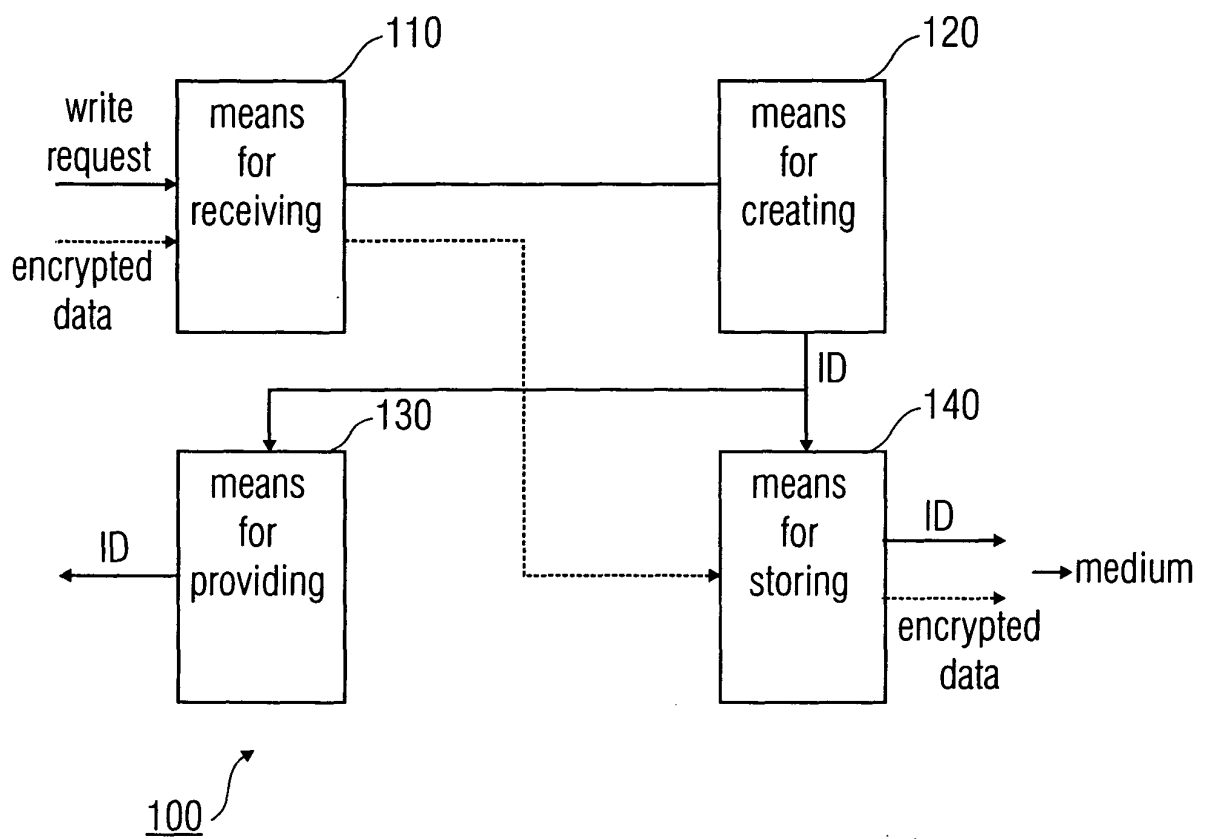 110
120
write
request
means
for
receiving
means
for
creating
encrypted
data
ID
130
140
means
for
providing
means
for
storing
ID
ID
medium
encrypted
data
100